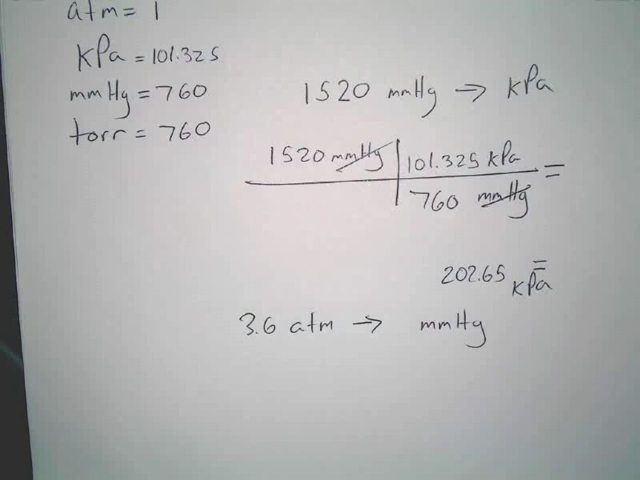 atm = 1
kPa = 101.325
mmHg = 760
torr = 760
1520 mmHg → kPa
1520 mmHg | 101.325 kPa =
760 mmHg
=
202.65 kPa
3.6 atm → mmHg